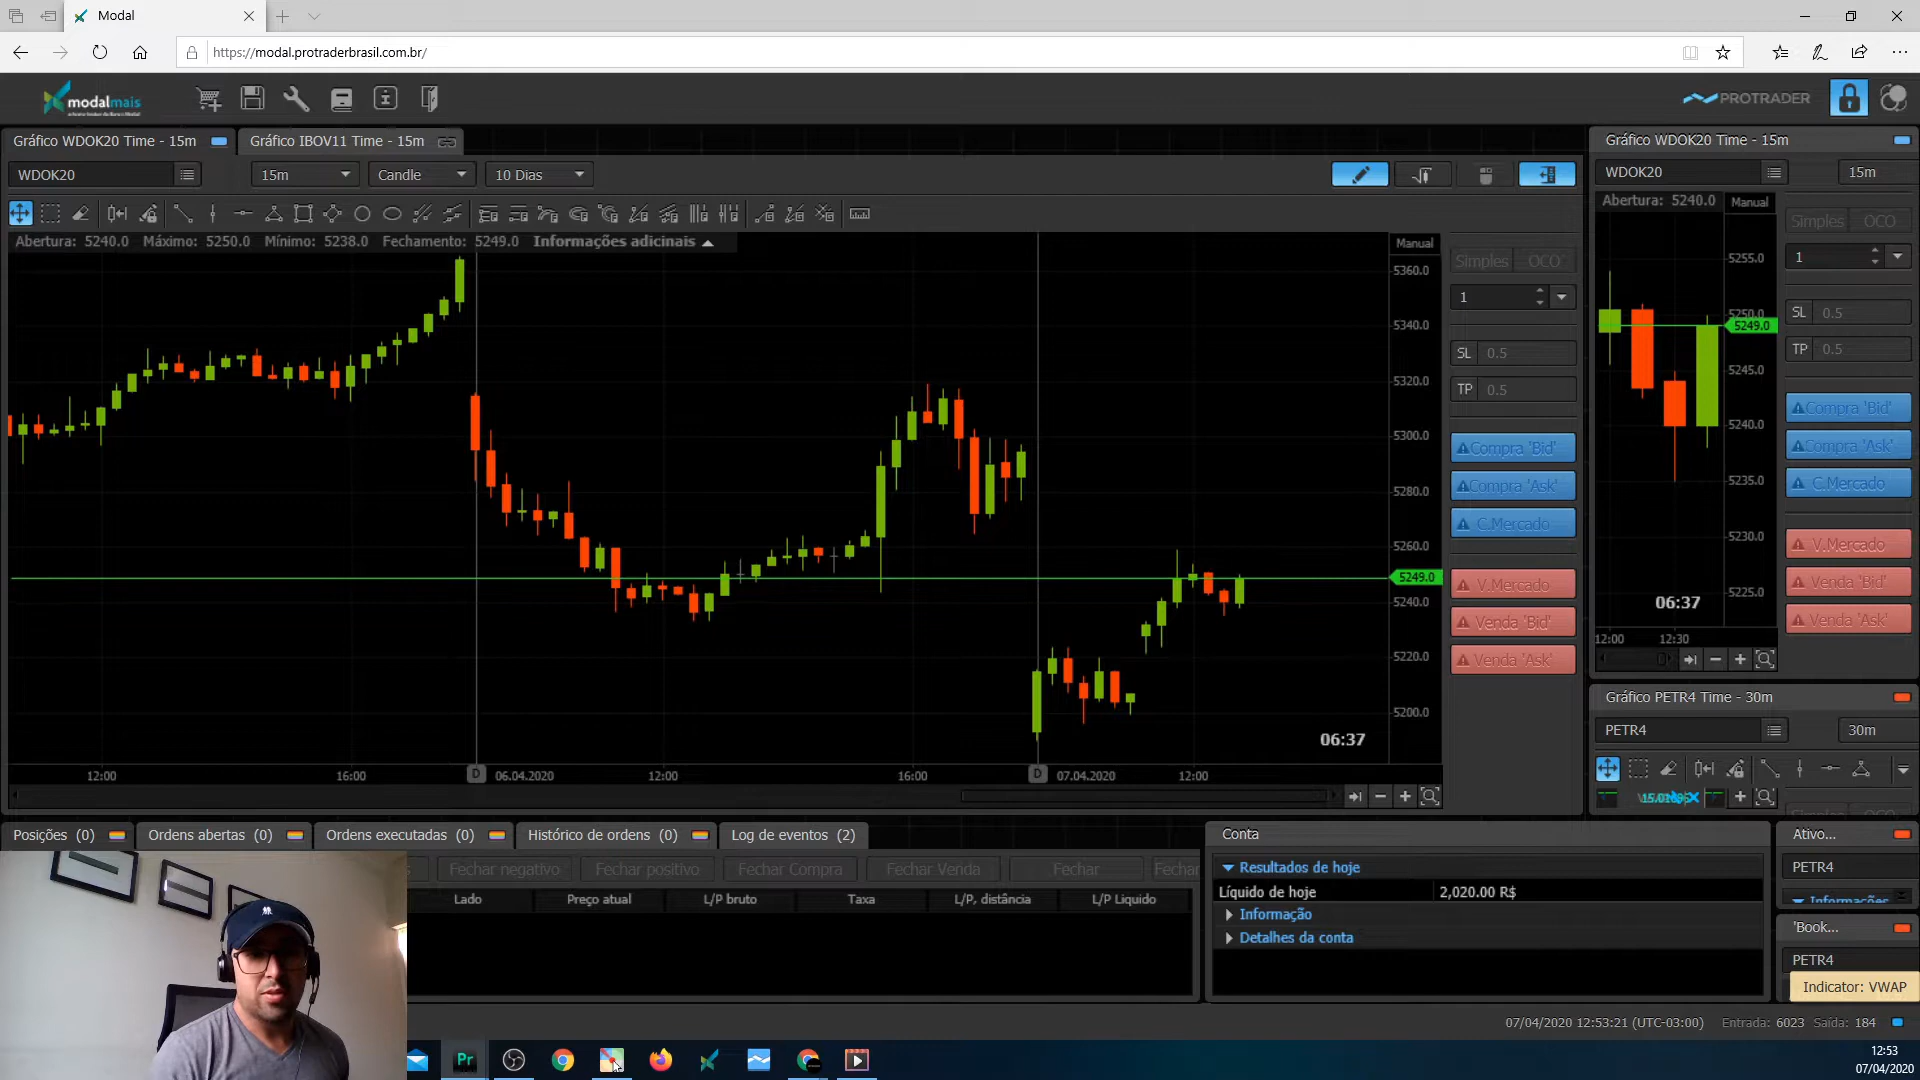 Modal
https://modal.protraderbrasil.com.br/
modalmais
PROTRADER
Gráfico WDOK20 Time - 15m
Gráfico IBOV11 Time - 15m
Gráfico WDOK20 Time - 15m
WDOK20
15m
Candle
10 Dias
WDOK20
15m
Abertura: 5240.0 Máximo: 5250.0 Mínimo: 5238.0 Fechamento: 5249.0 Informações adicinais
Manual
5360.0
5340.0
5320.0
5300.0
5280.0
5260.0
5249.0
5240.0
5220.0
5200.0
06:37
12:00
16:00
D
06.04.2020
12:00
16:00
D
07.04.2020
12:00
Simples
OCO
1
SL
0.5
TP
0.5
Compra 'Bid'
Compra 'Ask'
C.Mercado
V.Mercado
Venda 'Bid'
Venda 'Ask'
Abertura: 5240.0
Manual
5255.0
5250.0
5249.0
5245.0
5240.0
5235.0
5230.0
5225.0
06:37
12:00
12:30
Simples
OCO
1
SL
0.5
TP
0.5
Compra 'Bid'
Compra 'Ask'
C.Mercado
V.Mercado
Venda 'Bid'
Venda 'Ask'
Gráfico PETR4 Time - 30m
PETR4
30m
Posições (0)
Ordens abertas (0)
Ordens executadas (0)
Histórico de ordens (0)
Log de eventos (2)
Fechar negativo
Fechar positivo
Fechar Compra
Fechar Venda
Fechar
Fechar
Lado
Preço atual
L/P bruto
Taxa
L/P, distância
L/P Liquido
Conta
Resultados de hoje
Líquido de hoje
2,020.00 R$
Informação
Detalhes da conta
Ativo...
PETR4
Informações
'Book...
PETR4
Indicator: VWAP
07/04/2020 12:53:21 (UTC-03:00)
Entrada: 6023 Saída: 184
Pr
12:53
07/04/2020